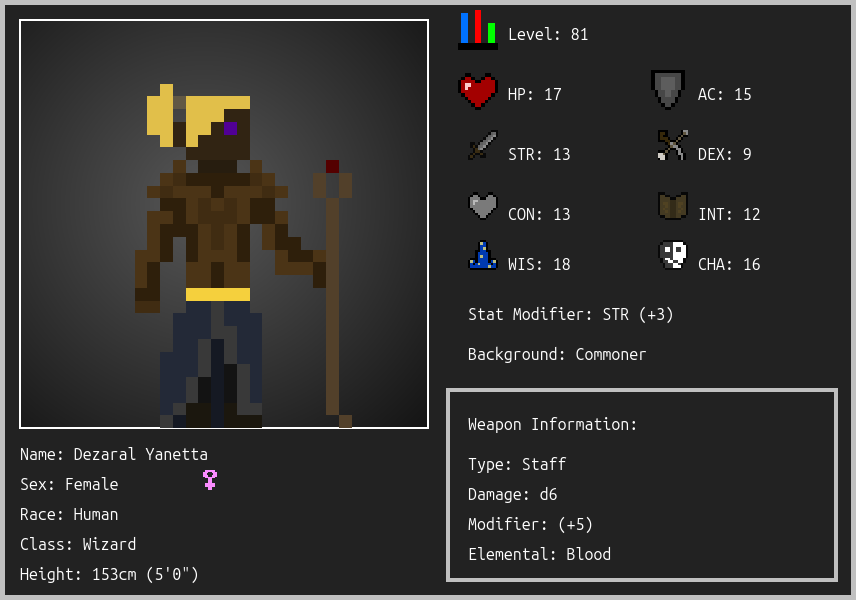 Level: 81
HP: 17
AC: 15
STR: 13
DEX: 9
CON: 13
INT: 12
WIS: 18
CHA: 16
Stat Modifier: STR (+3)
Background: Commoner
Weapon Information:
Type: Staff
Damage: d6
Modifier: (+5)
Elemental: Blood
Name: Dezaral Yanetta
Sex: Female
Race: Human
Class: Wizard
Height: 153cm (5'0")